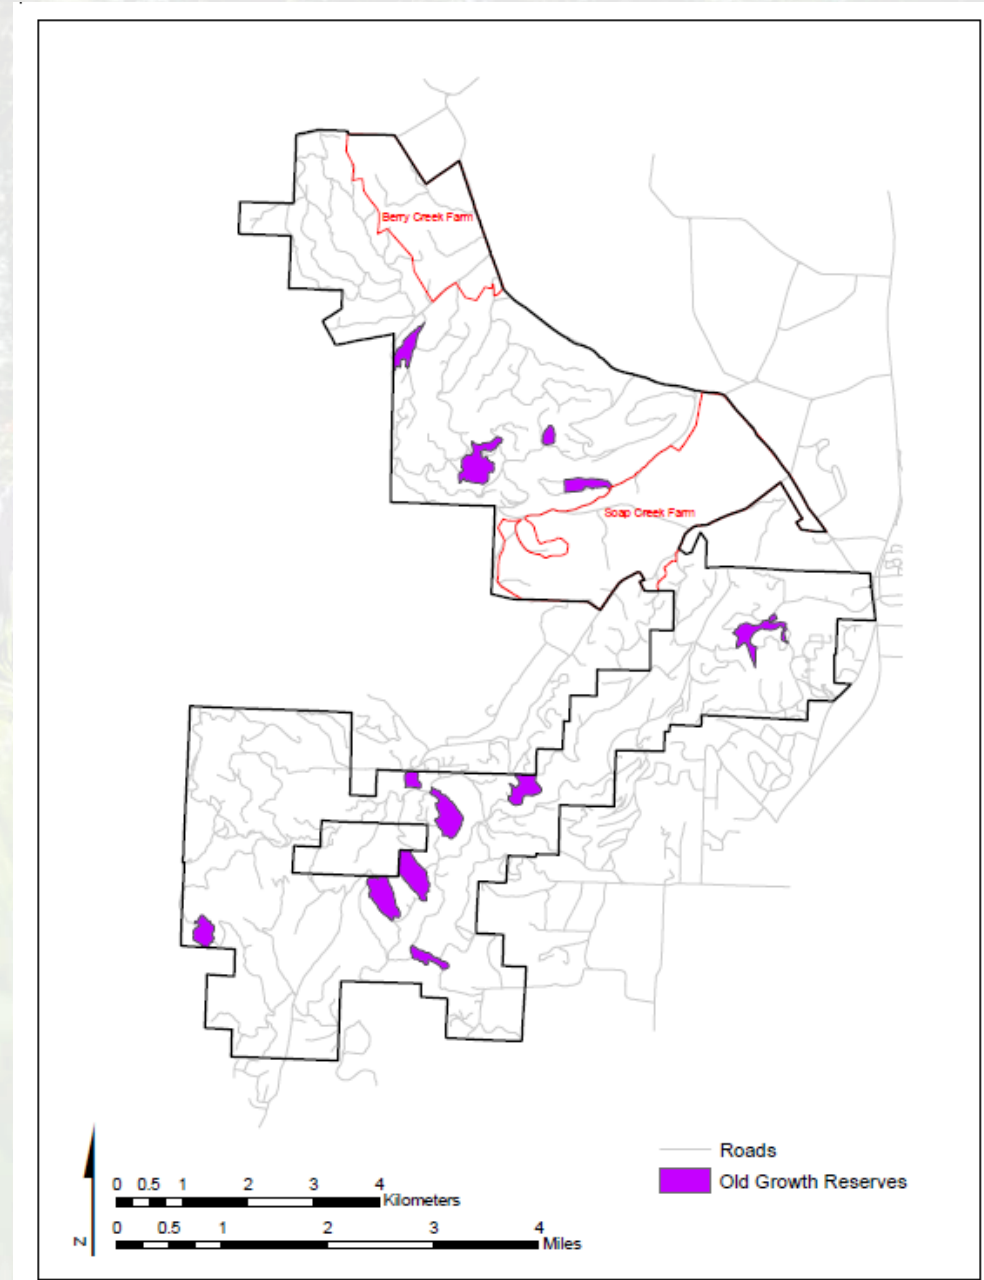 Berry Creek Farm
Soap Creek Farm
Roads
Old Growth Reserves
0 0.5 1 2 3 4
Kilometers
0 0.5 1 2 3 4
Miles
N